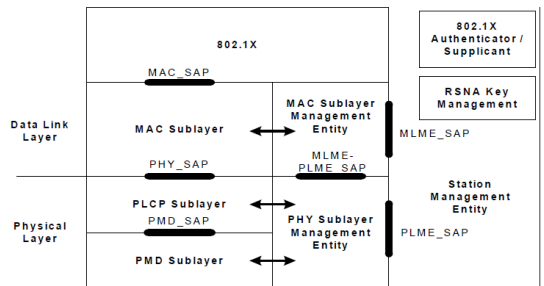 802.1X
802.1X
Authenticator /
Supplicant
MAC_SAP
RSNA Key
Management
Data Link
Layer
MAC Sublayer
MAC Sublayer
Management
Entity
MLME_SAP
PHY_SAP
MLME-
PLME_SAP
Station
Management
Entity
Physical
Layer
PLCP Sublayer
PMD_SAP
PHY Sublayer
Management
Entity
PLME_SAP
PMD Sublayer